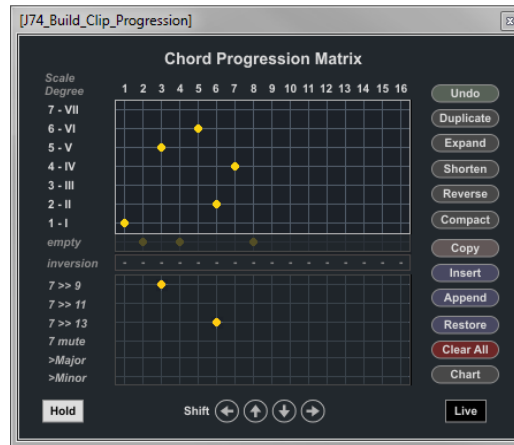 [J74_Build_Clip_Progression]
Chord Progression Matrix
Scale
Degree
1 2 3 4 5 6 7 8 9 10 11 12 13 14 15 16
7 - VII
6 - VI
5 - V
4 - IV
3 - III
2 - II
1 - I
empty
inversion - - - - - - - - - - - - - - - -
7 >> 9
7 >> 11
7 >> 13
7 mute
>Major
>Minor
Undo
Duplicate
Expand
Shorten
Reverse
Compact
Copy
Insert
Append
Restore
Clear All
Chart
Hold
Shift
Live